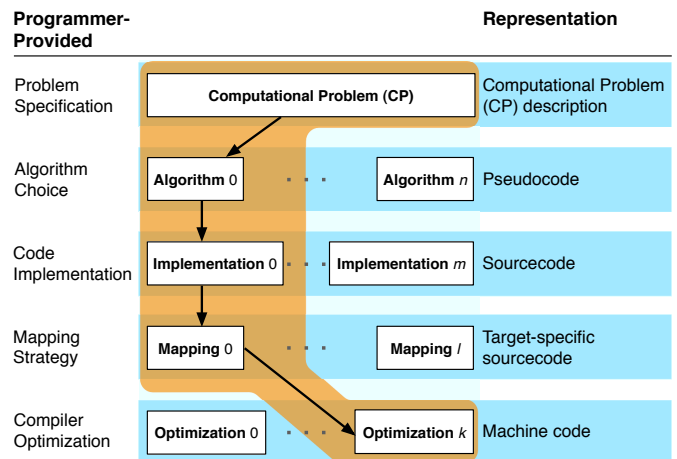 Programmer-
Provided
Representation
Problem
Specification
Computational Problem (CP)
Computational Problem
(CP) description
Algorithm
Choice
Algorithm 0
. . .
Algorithm n
Pseudocode
Code
Implementation
Implementation 0
. . .
Implementation m
Sourcecode
Mapping
Strategy
Mapping 0
. . .
Mapping l
Target-specific
sourcecode
Compiler
Optimization
Optimization 0
. . .
Optimization k
Machine code